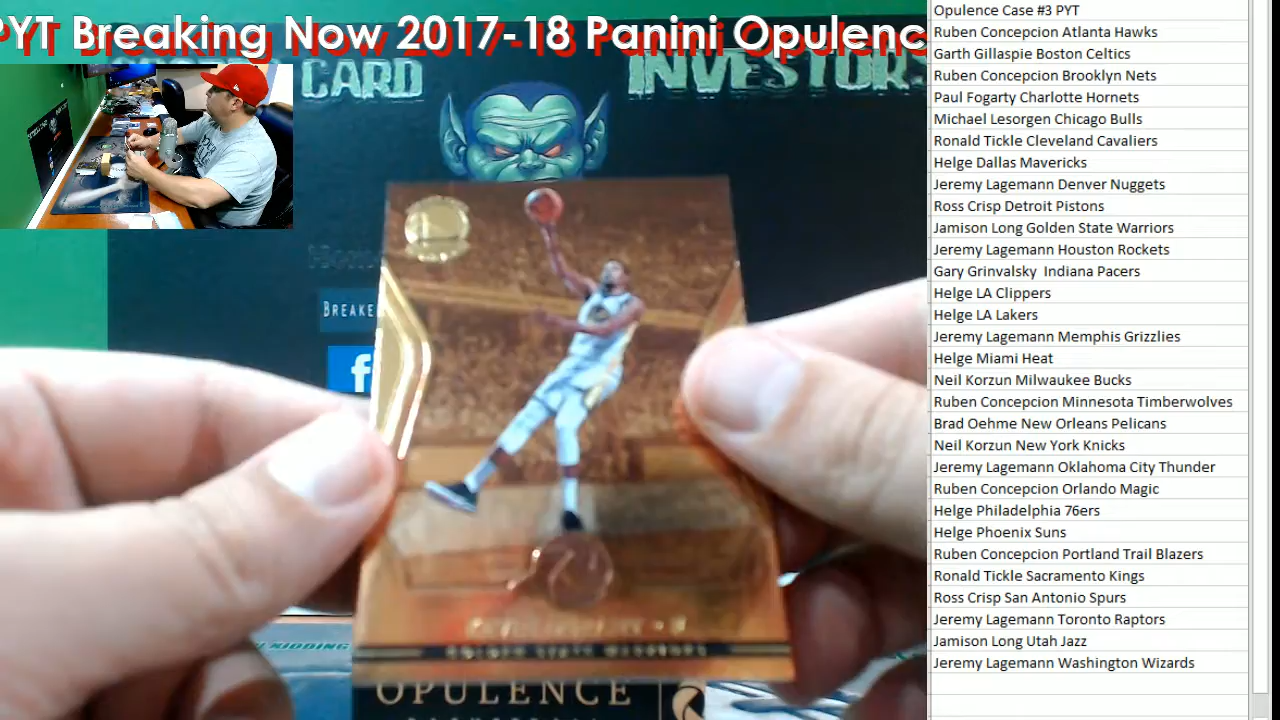 PYT Breaking Now 2017-18 Panini Opulenc
CARD INVESTOR
BREAKE
f
GOLDEN STATE WARRIORS
OPULENCE
Opulence Case #3 PYT
Ruben Concepcion Atlanta Hawks
Garth Gillaspie Boston Celtics
Ruben Concepcion Brooklyn Nets
Paul Fogarty Charlotte Hornets
Michael Lesorgen Chicago Bulls
Ronald Tickle Cleveland Cavaliers
Helge Dallas Mavericks
Jeremy Lagemann Denver Nuggets
Ross Crisp Detroit Pistons
Jamison Long Golden State Warriors
Jeremy Lagemann Houston Rockets
Gary Grinvalsky  Indiana Pacers
Helge LA Clippers
Helge LA Lakers
Jeremy Lagemann Memphis Grizzlies
Helge Miami Heat
Neil Korzun Milwaukee Bucks
Ruben Concepcion Minnesota Timberwolves
Brad Oehme New Orleans Pelicans
Neil Korzun New York Knicks
Jeremy Lagemann Oklahoma City Thunder
Ruben Concepcion Orlando Magic
Helge Philadelphia 76ers
Helge Phoenix Suns
Ruben Concepcion Portland Trail Blazers
Ronald Tickle Sacramento Kings
Ross Crisp San Antonio Spurs
Jeremy Lagemann Toronto Raptors
Jamison Long Utah Jazz
Jeremy Lagemann Washington Wizards